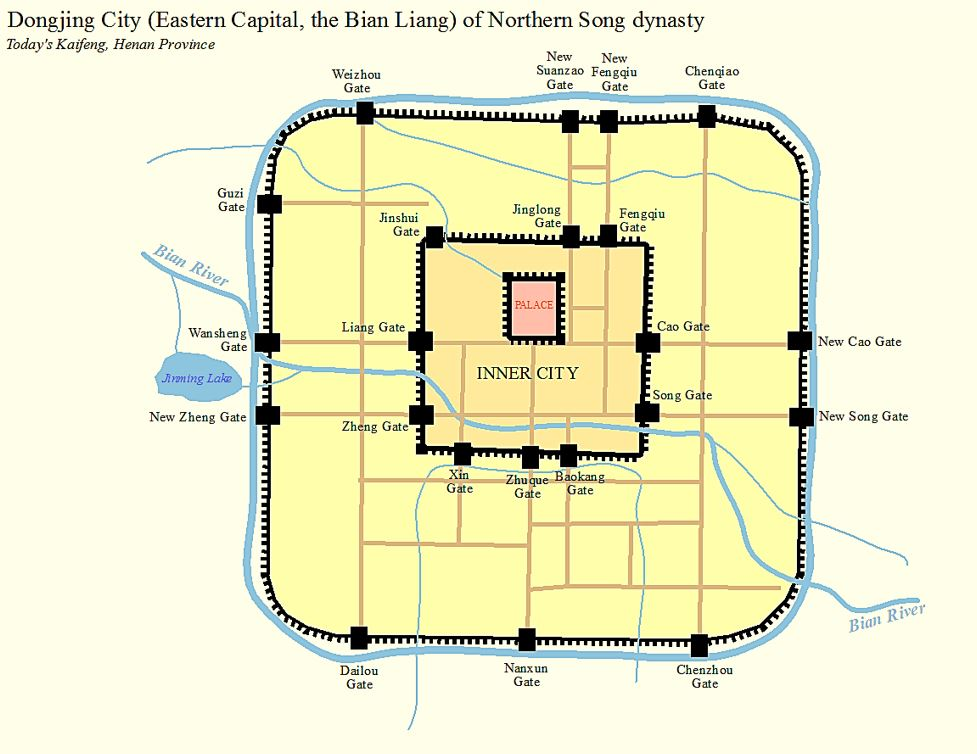 Dongjing City (Eastern Capital, the Bian Liang) of Northern Song dynasty
Today's Kaifeng, Henan Province
Weizhou
Gate
New
Suanzao
Gate
New
Fengqiu
Gate
Chenqiao
Gate
Guzi
Gate
Jinshui
Gate
Jinglong
Gate
Fengqiu
Gate
Bian River
PALACE
Wansheng
Gate
Liang Gate
Cao Gate
New Cao Gate
Jinming Lake
INNER CITY
New Zheng Gate
Zheng Gate
Song Gate
New Song Gate
Xin
Gate
Zhuque
Gate
Baokang
Gate
Bian River
Dailou
Gate
Nanxun
Gate
Chenzhou
Gate